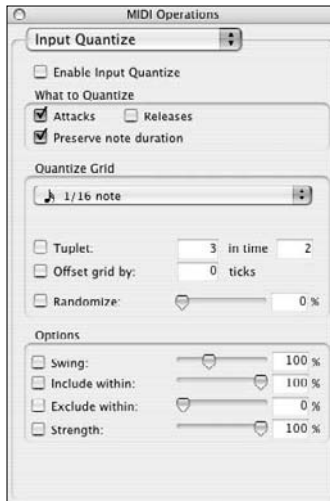 MIDI Operations
Input Quantize
Enable Input Quantize
What to Quantize
Attacks Releases
Preserve note duration
Quantize Grid
1/16 note
Tuplet: 3 in time 2
Offset grid by: 0 ticks
Randomize: 0 %
Options
Swing: 100 %
Include within: 100 %
Exclude within: 0 %
Strength: 100 %